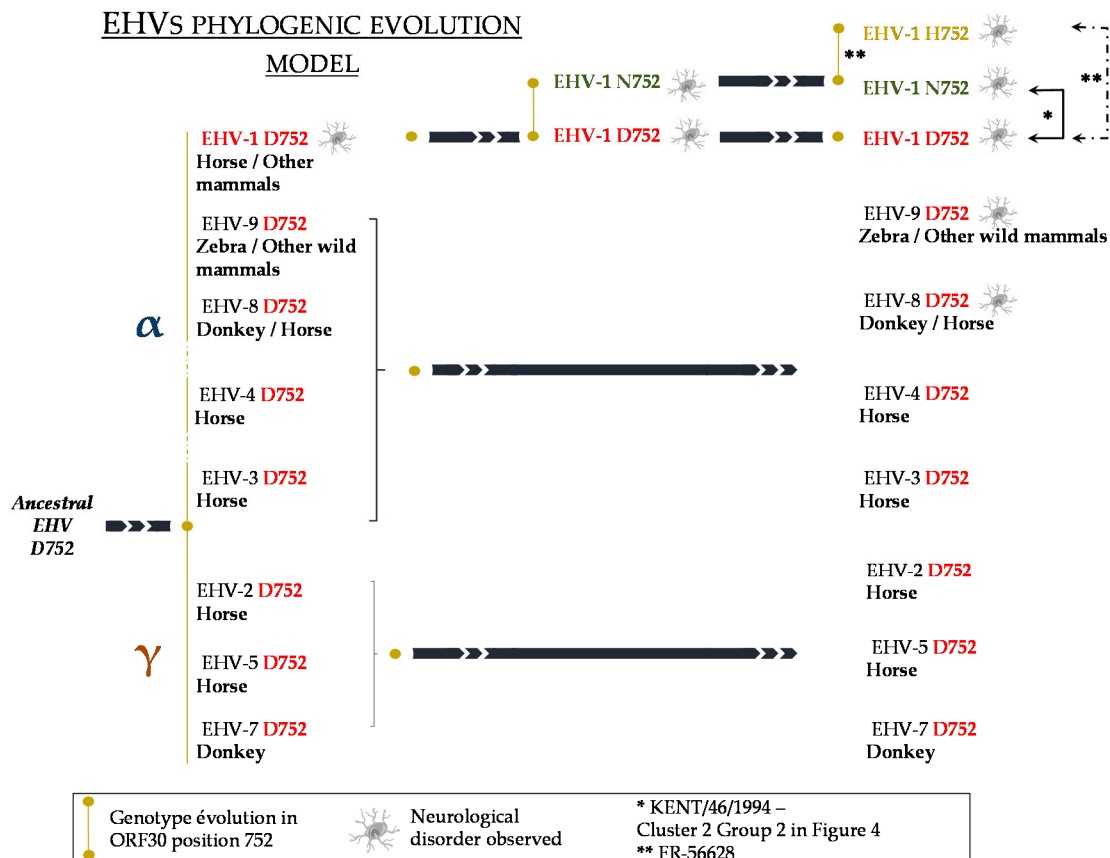 EHVs PHYLOGENIC EVOLUTION
MODEL
EHV-1 H752
**
**
EHV-1 N752
EHV-1 N752
*
EHV-1 D752
Horse / Other
mammals
EHV-1 D752
EHV-1 D752
EHV-9 D752
Zebra / Other wild
mammals
EHV-9 D752
Zebra / Other wild mammals
α
EHV-8 D752
Donkey / Horse
EHV-8 D752
Donkey / Horse
EHV-4 D752
Horse
EHV-4 D752
Horse
EHV-3 D752
Horse
EHV-3 D752
Horse
Ancestral
EHV
D752
EHV-2 D752
Horse
EHV-2 D752
Horse
γ
EHV-5 D752
Horse
EHV-5 D752
Horse
EHV-7 D752
Donkey
EHV-7 D752
Donkey
Genotype évolution in
ORF30 position 752
Neurological
disorder observed
* KENT/46/1994 –
Cluster 2 Group 2 in Figure 4
** FR-56628